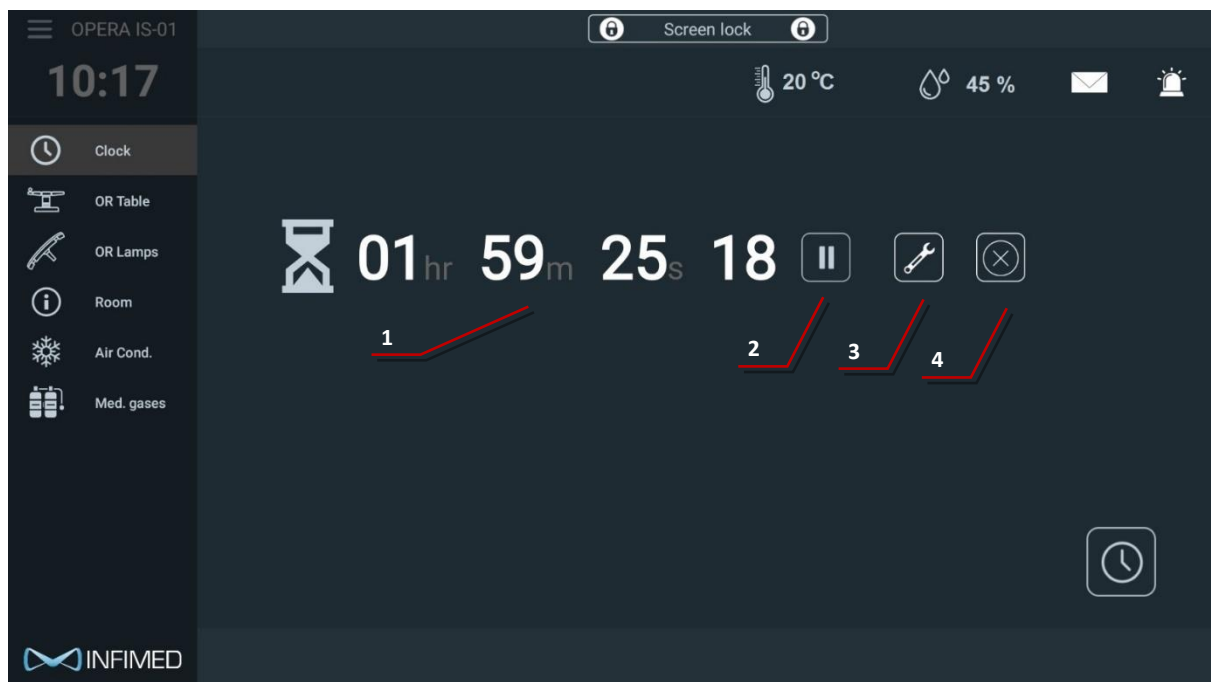 OPERA IS-01
Screen lock
10:17
20 °C
45 %
Clock
OR Table
OR Lamps
01hr 59m 25s 18
Room
1
2
3
4
Air Cond.
Med. gases
INFIMED